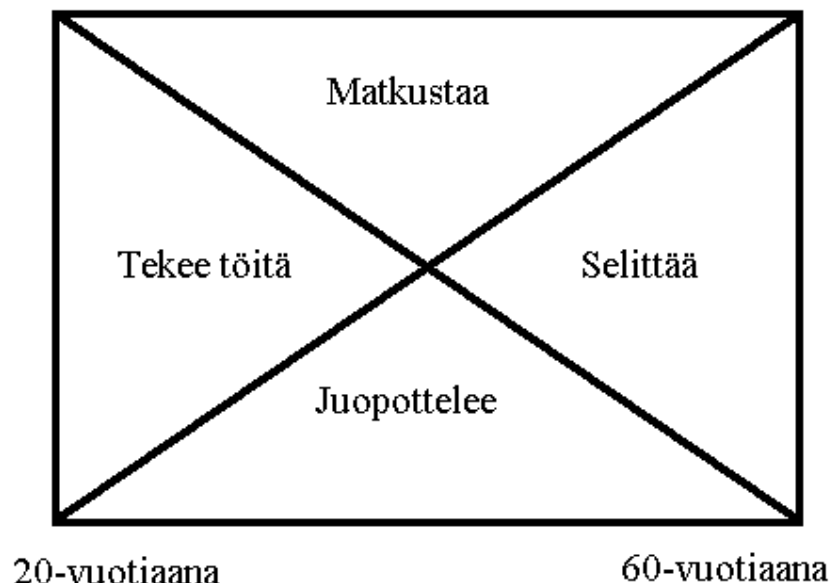 Matkustaa
Tekee töitä
Selittää
Juopottelee
20-vuotiaana
60-vuotiaana